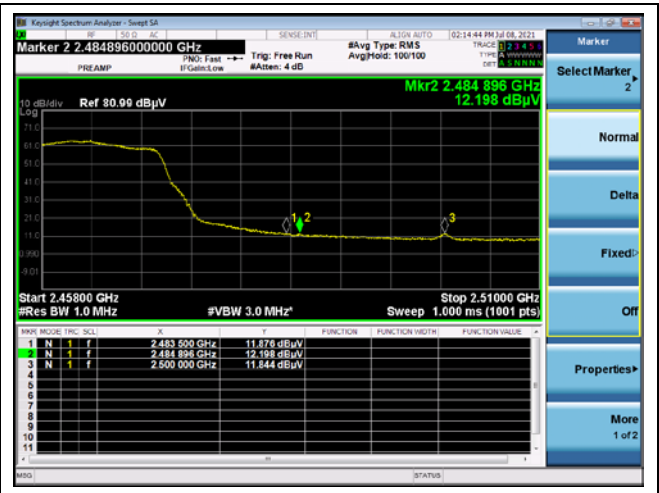 Keysight Spectrum Analyzer - Swept SA
RF 50 Ω AC SENSE:INT ALIGN AUTO 02:14:44 PM Jul 08, 2021
Marker 2 2.484896000000 GHz
PREAMP
PNO: Fast
IFGain:Low
Trig: Free Run
#Atten: 4 dB
#Avg Type: RMS
Avg|Hold: 100/100
TRACE 1 2 3 4 5 6
TYPE
DET
Mkr2 2.484 896 GHz
12.198 dBµV
10 dB/div Ref 80.99 dBµV
Log
71.0
61.0
51.0
41.0
31.0
21.0
11.0
0.990
-9.01
1
2
3
Start 2.45800 GHz Stop 2.51000 GHz
#Res BW 1.0 MHz #VBW 3.0 MHz* Sweep 1.000 ms (1001 pts)
MKR MODE TRC SCL X Y FUNCTION FUNCTION WIDTH FUNCTION VALUE
1 N 1 f 2.483 500 GHz 11.876 dBµV
2 N 1 f 2.484 896 GHz 12.198 dBµV
3 N 1 f 2.500 000 GHz 11.844 dBµV
4
5
6
7
8
9
10
11
MSG STATUS
Marker
Select Marker
2
Normal
Delta
Fixed
Off
Properties
More
1 of 2